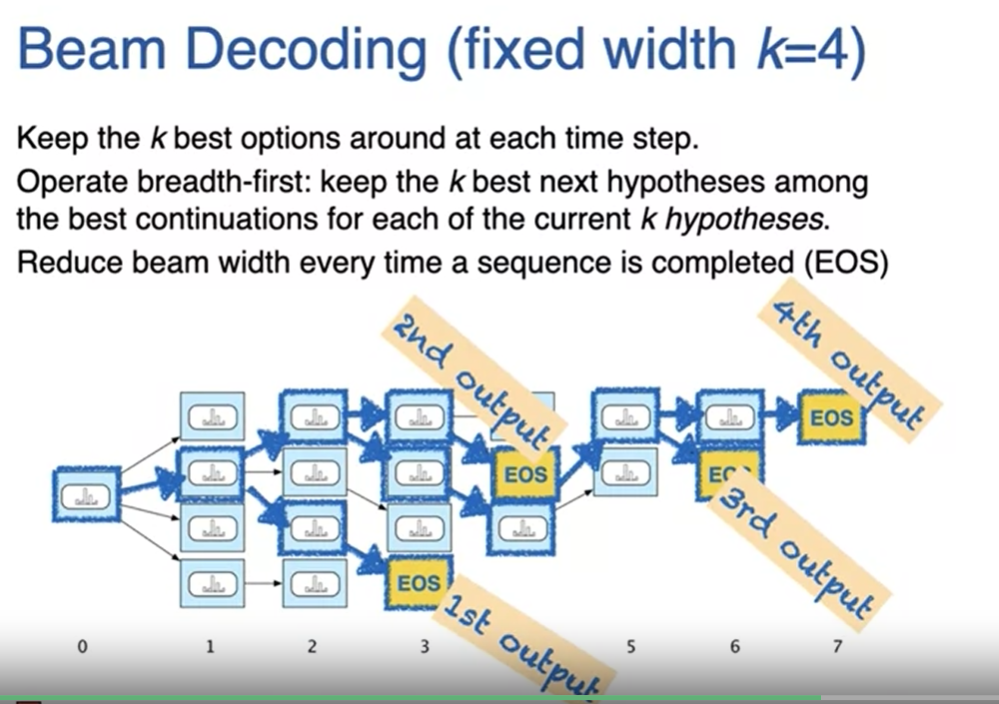 Beam Decoding (fixed width k=4)
Keep the k best options around at each time step.
Operate breadth-first: keep the k best next hypotheses among
the best continuations for each of the current k hypotheses.
Reduce beam width every time a sequence is completed (EOS)
2nd output
4th output
EOS
EOS
3rd output
EOS
1st output
0 1 2 3 5 6 7